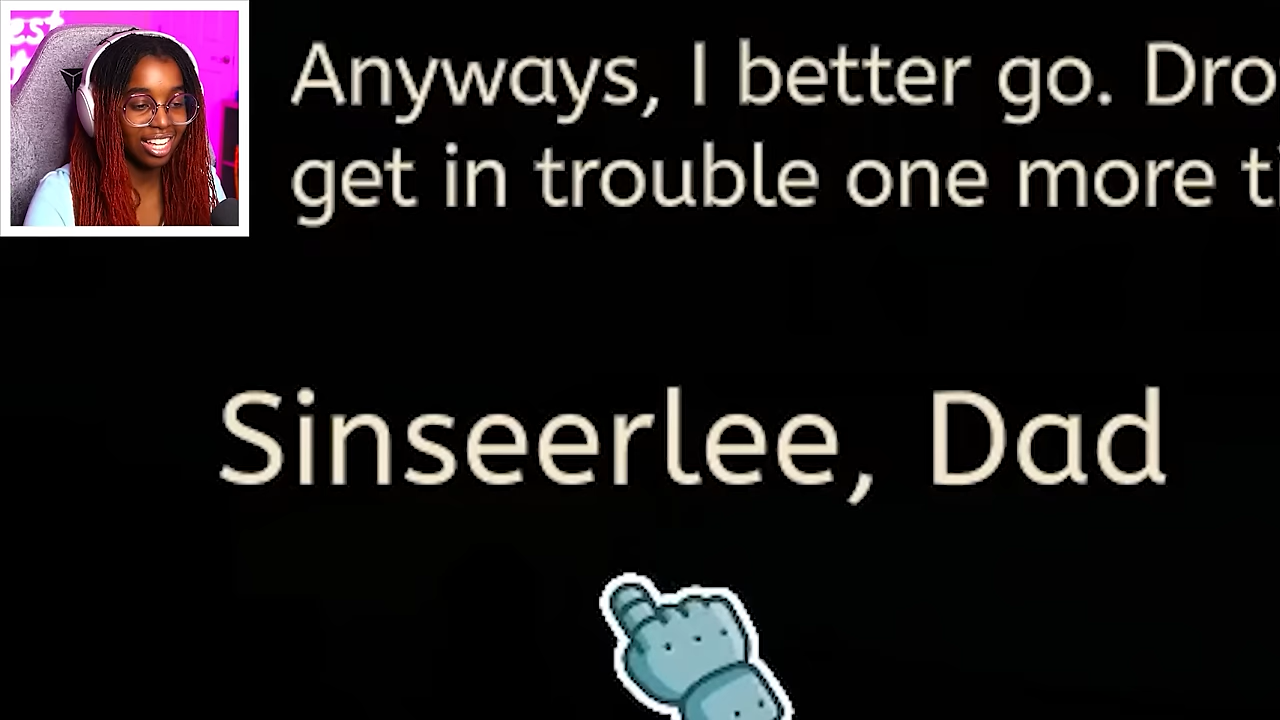 Anyways, I better go.
get in trouble one more
Sinseerlee, Dad